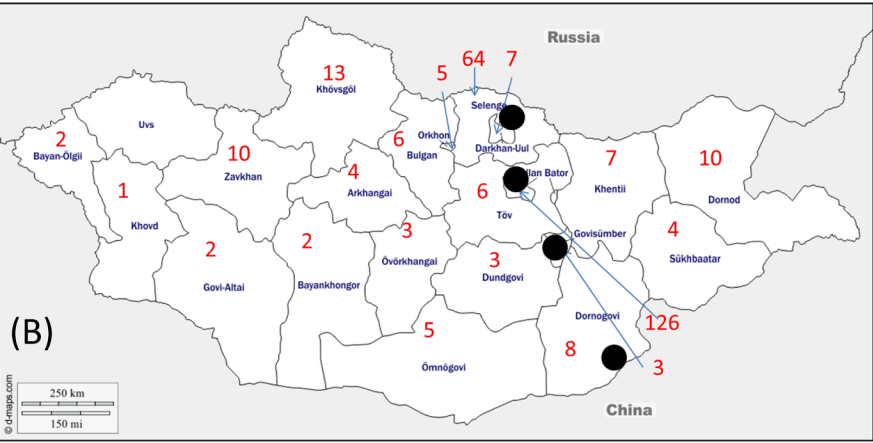 Russia
64
7
5
13
Khövsgöl
Selenge
Uvs
2
Bayan-Ölgii
6
Orkhon
Bulgan
Darkhan-Uul
10
Zavkhan
7
Khentii
10
Dornod
4
Arkhangai
lan Bator
1
Khovd
6
Töv
2
Govi-Altai
2
Bayankhongor
3
Övörkhangai
Govisümber
4
Sükhbaatar
3
Dundgovi
Dornogovi
126
5
Ömnögovi
8
3
(B)
250 km
150 mi
China
© d-maps.com